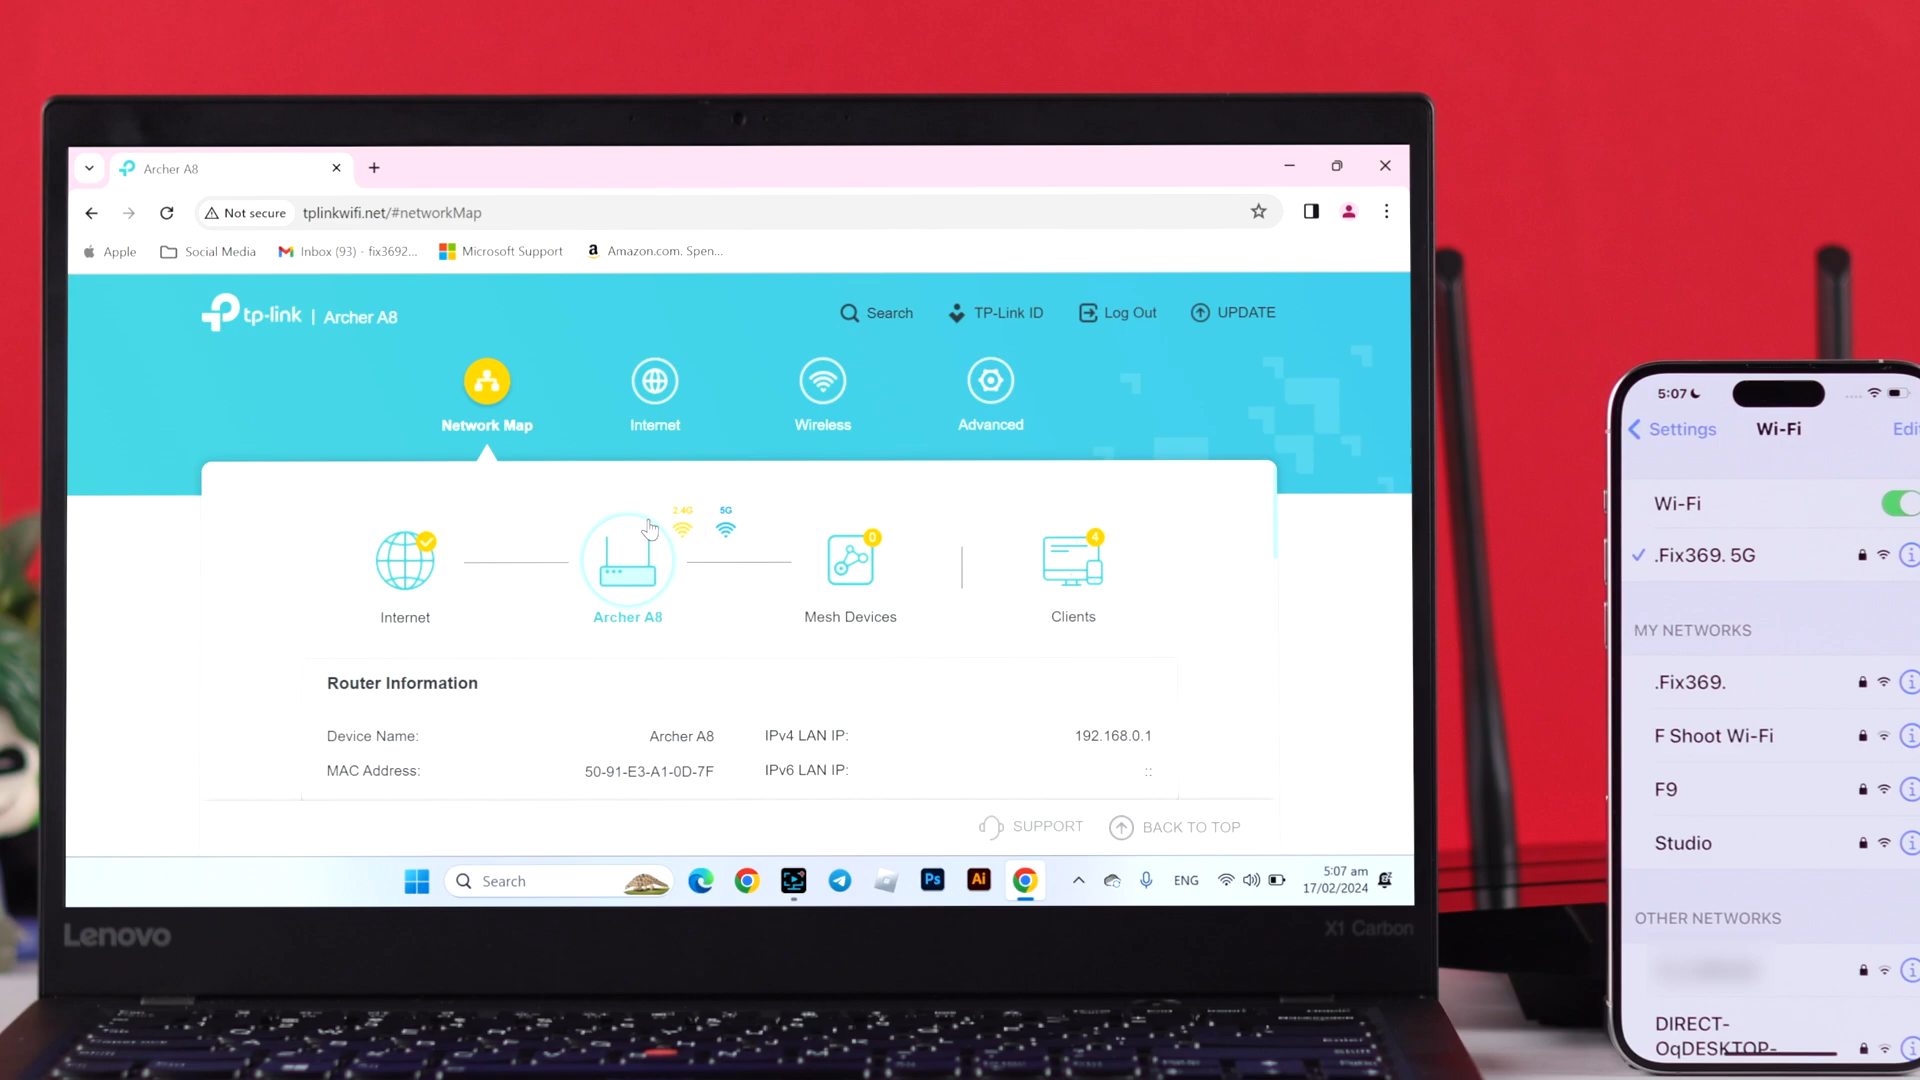 Archer A8
Not secure
tplinkwifi.net/#networkMap
Apple
Social Media
Inbox (93) - fix3692...
Microsoft Support
Amazon.com. Spen...
tp-link | Archer A8
Search
TP-Link ID
Log Out
UPDATE
Network Map
Internet
Wireless
Advanced
2.4G
5G
0
4
Internet
Archer A8
Mesh Devices
Clients
Router Information
Device Name:
Archer A8
IPv4 LAN IP:
192.168.0.1
MAC Address:
50-91-E3-A1-0D-7F
IPv6 LAN IP:
::
SUPPORT
BACK TO TOP
Search
Ps
Ai
ENG
5:07 am
17/02/2024
Lenovo
X1 Carbon
5:07
Settings
Wi-Fi
Edi
Wi-Fi
.Fix369. 5G
MY NETWORKS
.Fix369.
F Shoot Wi-Fi
F9
Studio
OTHER NETWORKS
DIRECT-
OqDESKTOP-